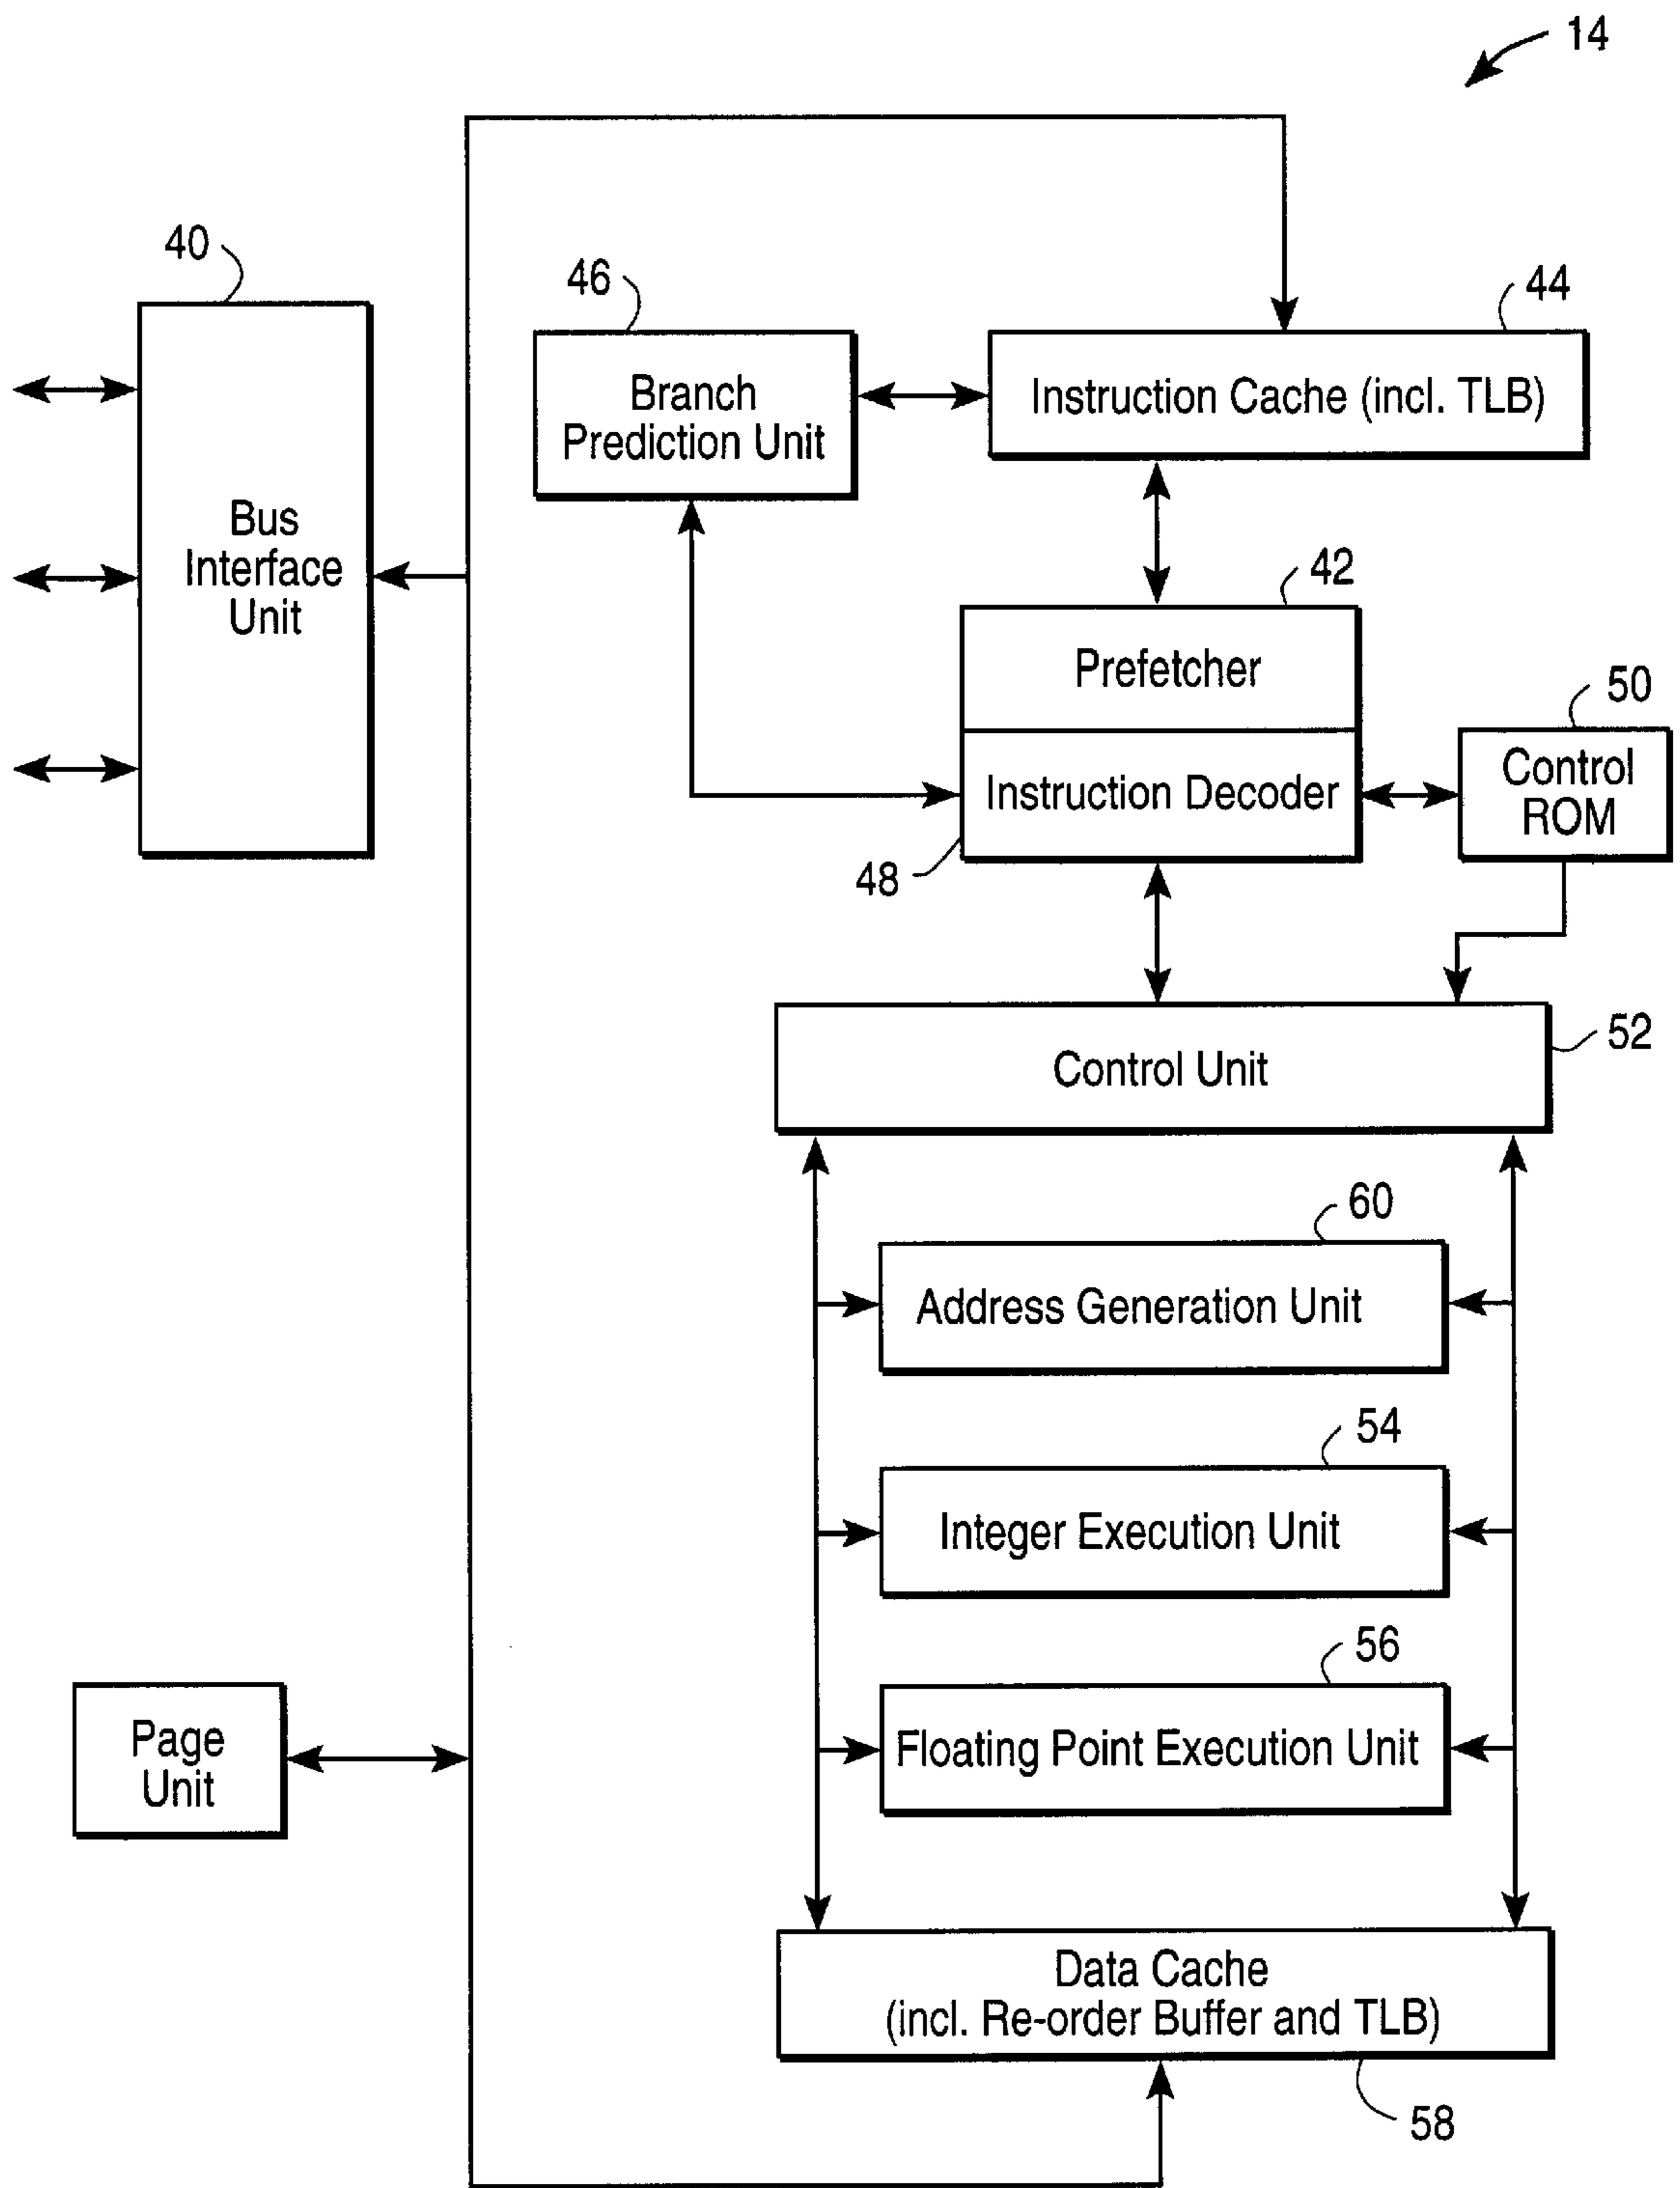 14
40
46
44
Branch
Prediction Unit
Instruction Cache (incl. TLB)
Bus
Interface
Unit
42
Prefetcher
50
Control
ROM
Instruction Decoder
48
52
Control Unit
60
Address Generation Unit
54
Integer Execution Unit
56
Page
Unit
Floating Point Execution Unit
Data Cache
(incl. Re-order Buffer and TLB)
58